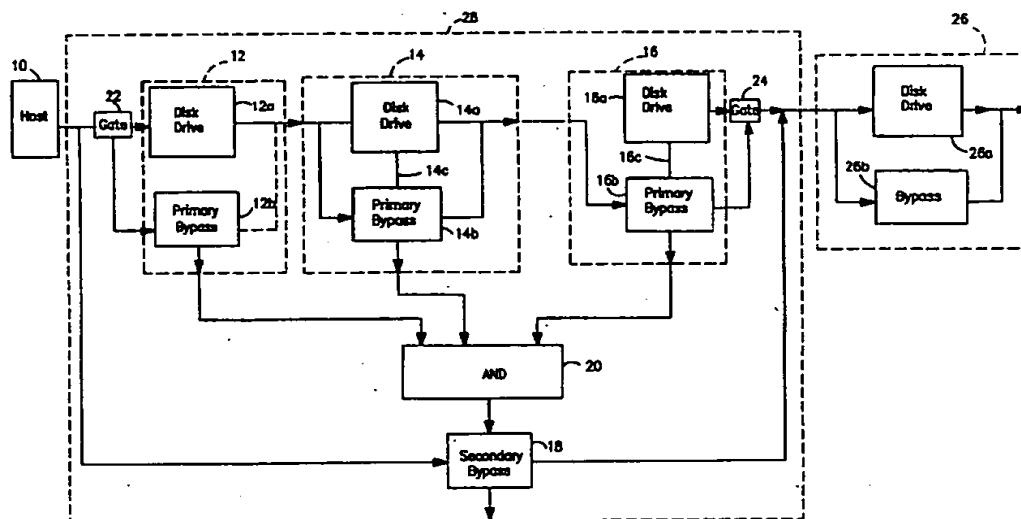 28
26
10
12
14
16
22
24
Host
Gate
Disk
Drive
12a
Disk
Drive
14a
16a
Disk
Drive
Gate
Disk
Drive
26a
14c
16c
Primary
Bypass
12b
Primary
Bypass
14b
16b
Primary
Bypass
26b
Bypass
AND
20
Secondary
Bypass
18